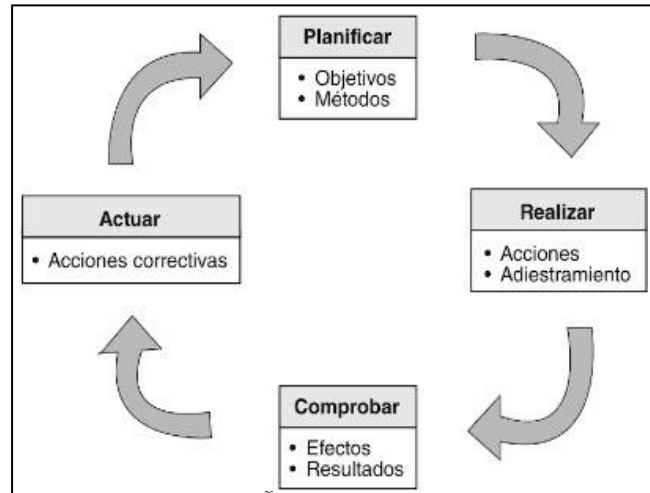 Planificar
• Objetivos
• Métodos
Actuar
• Acciones correctivas
Realizar
• Acciones
• Adiestramiento
Comprobar
• Efectos
• Resultados